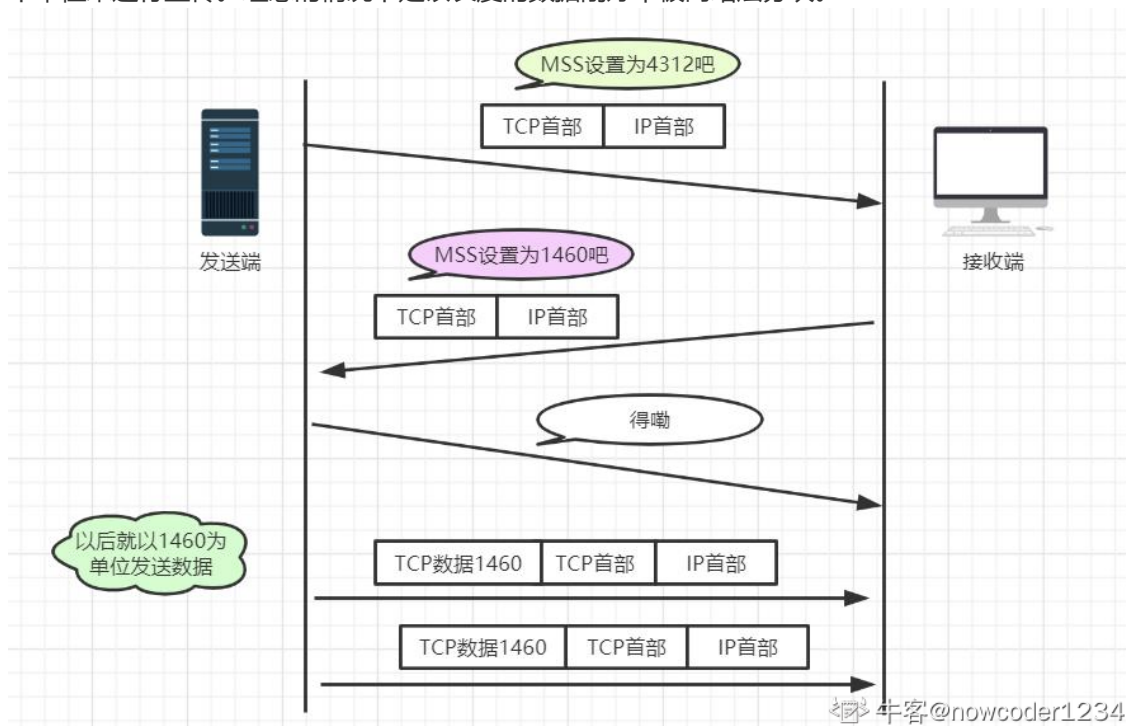 MSS设置为4312吧
TCP首部 IP首部
发送端
接收端
MSS设置为1460吧
TCP首部 IP首部
得嘞
以后就以1460为
单位发送数据
TCP数据1460 TCP首部 IP首部
TCP数据1460 TCP首部 IP首部
牛客@nowcoder1234